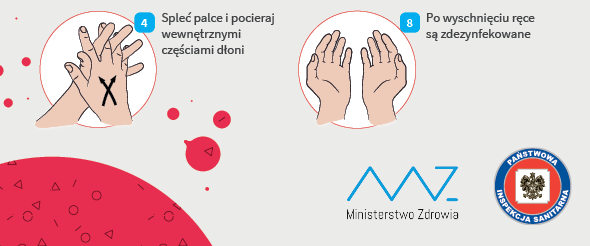 4
Spleć palce i pocieraj
wewnętrznymi
częściami dłoni
8
Po wyschnięciu ręce
są zdezynfekowane
Ministerstwo Zdrowia
PAŃSTWOWA
INSPEKCJA SANITARNA